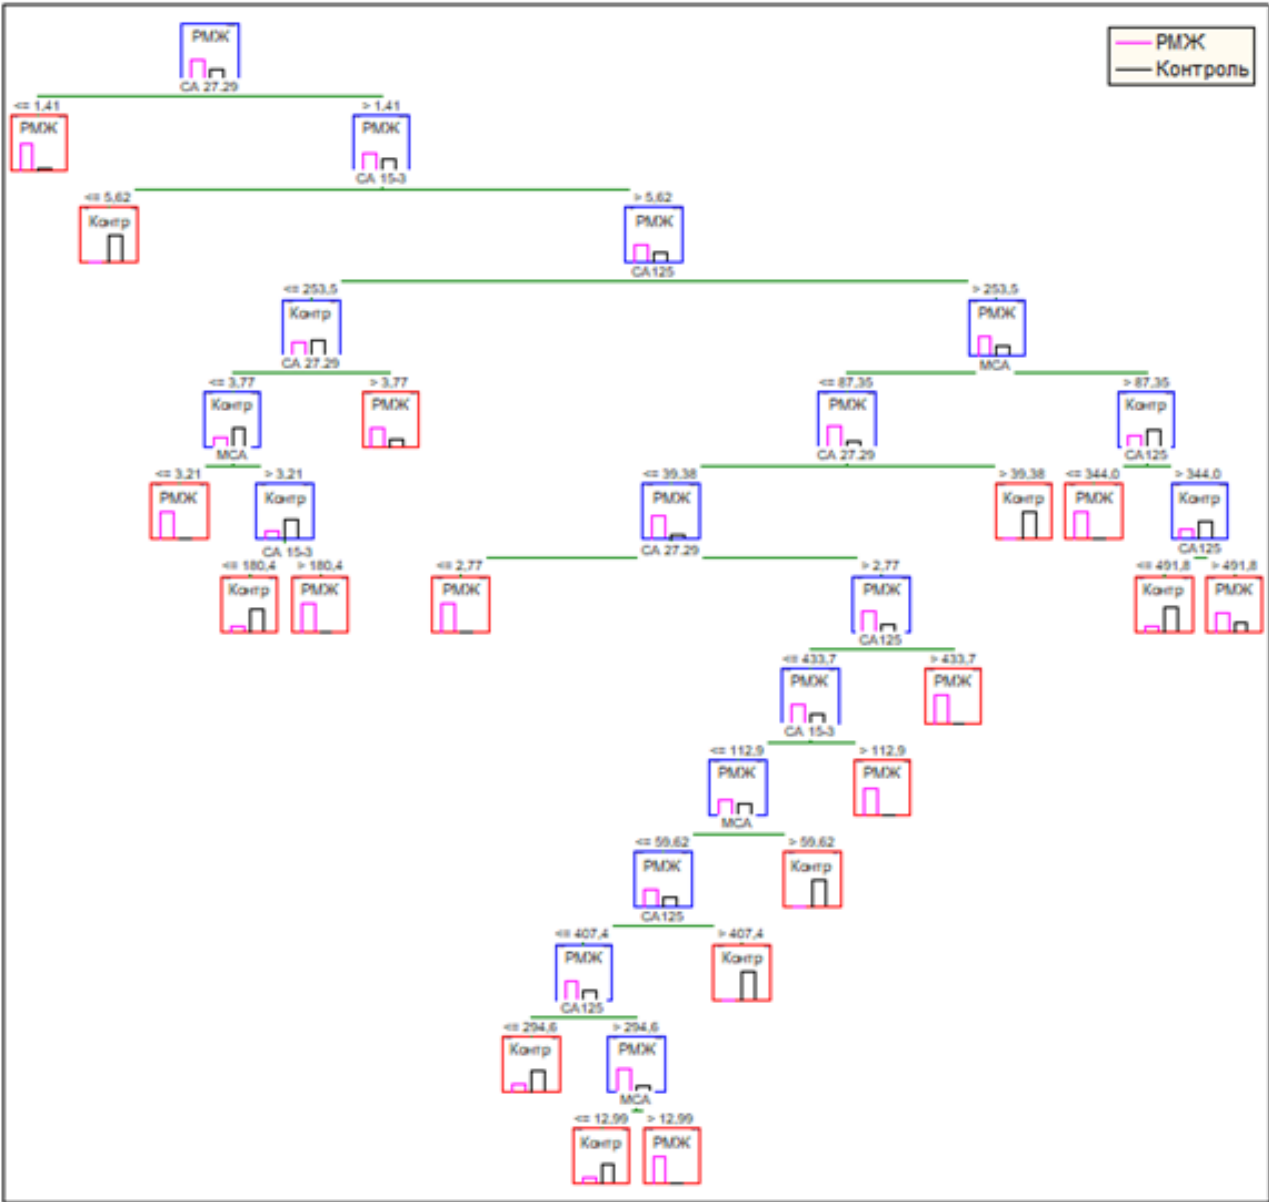 РМЖ
РМЖ
Контроль
CA 27.29
<= 1,41 > 1,41
РМЖ РМЖ
CA 15-3
<= 5,62 > 5,62
Контр РМЖ
CA125
<= 253,5 > 253,5
Контр РМЖ
CA 27.29 MCA
<= 3,77 > 3,77 <= 87,35 > 87,35
Контр РМЖ РМЖ Контр
MCA CA 27.29 CA125
<= 3,21 > 3,21 <= 39,38 > 39,38 <= 344,0 > 344,0
РМЖ Контр РМЖ Контр РМЖ Контр
CA 15-3 CA 27.29 CA125
<= 180,4 > 180,4 <= 2,77 > 2,77 <= 491,8 > 491,8
Контр РМЖ РМЖ РМЖ Контр РМЖ
CA125
<= 433,7 > 433,7
РМЖ РМЖ
CA 15-3
<= 112,9 > 112,9
РМЖ РМЖ
MCA
<= 59,62 > 59,62
РМЖ Контр
CA125
<= 407,4 > 407,4
РМЖ Контр
CA125
<= 294,6 > 294,6
Контр РМЖ
MCA
<= 12,99 > 12,99
Контр РМЖ